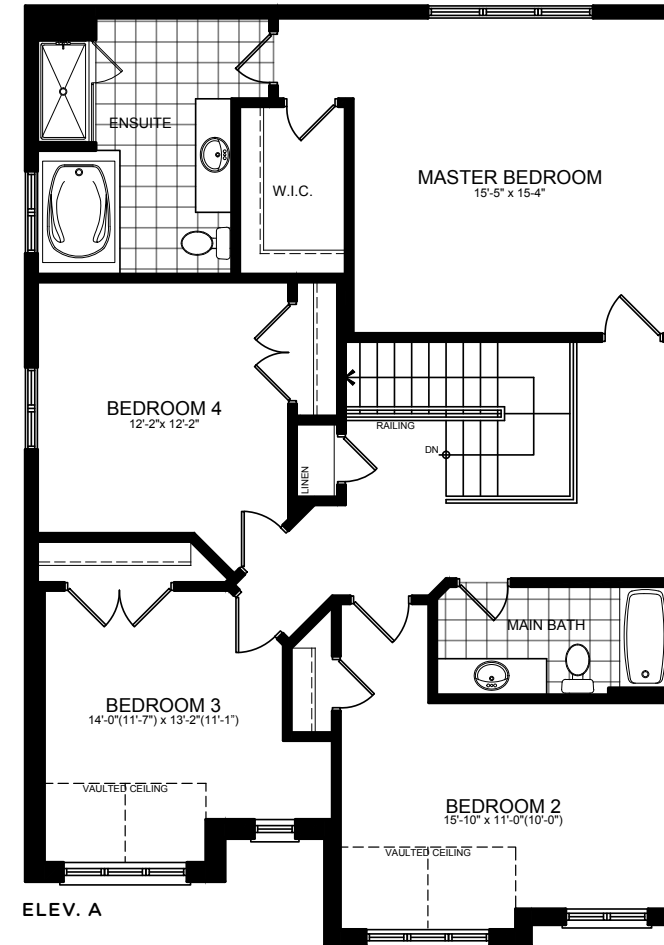 ENSUITE
W.I.C.
MASTER BEDROOM
15'-5" x 15-4"
BEDROOM 4
12'-2"x 12'-2"
RAILING
DN
LINEN
MAIN BATH
BEDROOM 3
14'-0"(11'-7") x 13'-2"(11'-1")
VAULTED CEILING
BEDROOM 2
15'-10" x 11'-0"(10'-0")
VAULTED CEILING
ELEV. A